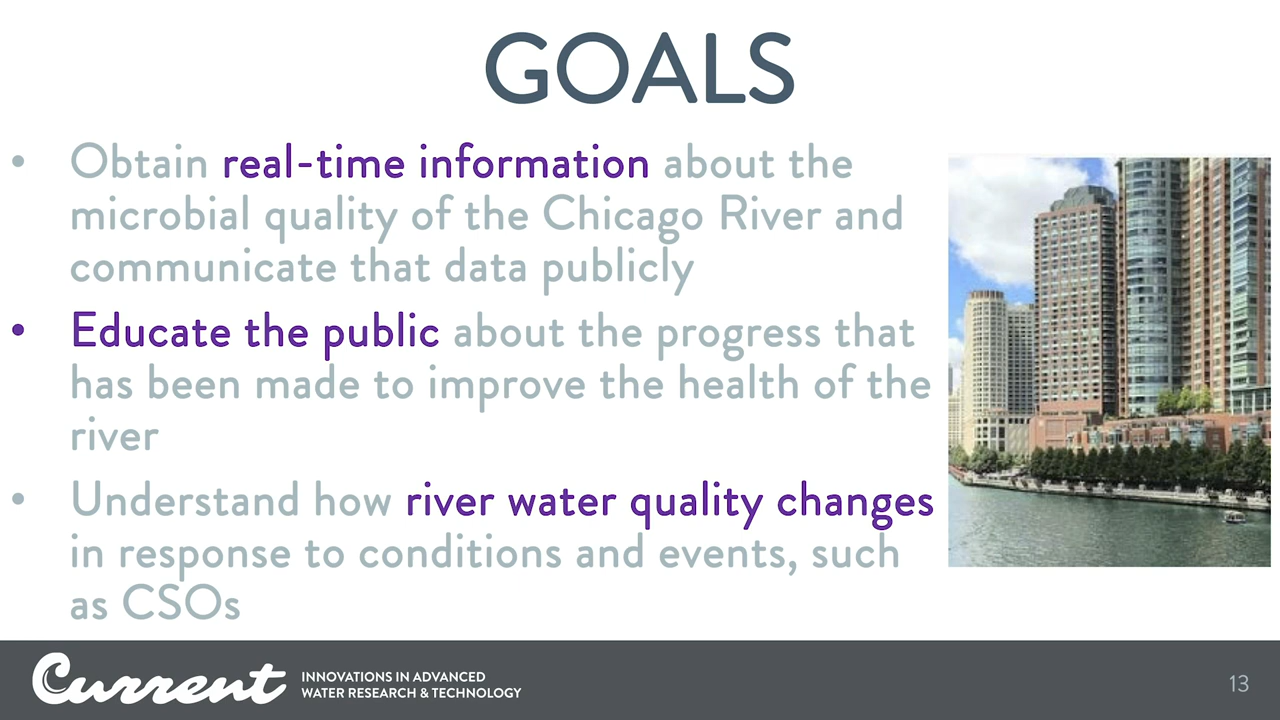 GOALS
• Obtain real-time information about the
microbial quality of the Chicago River and
communicate that data publicly
• Educate the public about the progress that
has been made to improve the health of the
river
• Understand how river water quality changes
in response to conditions and events, such
as CSOs
Current
INNOVATIONS IN ADVANCED
WATER RESEARCH & TECHNOLOGY
13